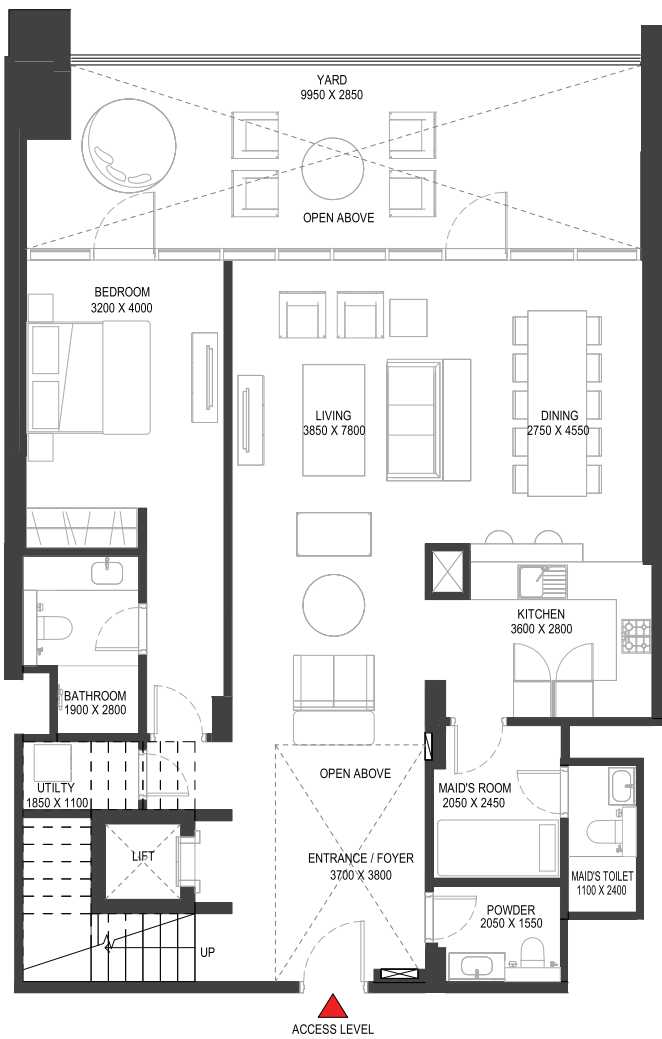 YARD
9950 X 2850
OPEN ABOVE
BEDROOM
3200 X 4000
LIVING
3850 X 7800
DINING
2750 X 4550
KITCHEN
3600 X 2800
BATHROOM
1900 X 2800
OPEN ABOVE
UTILTY
1850 X 1100
MAID'S ROOM
2050 X 2450
LIFT
ENTRANCE / FOYER
3700 X 3800
MAID'S TOILET
1100 X 2400
POWDER
2050 X 1550
UP
ACCESS LEVEL